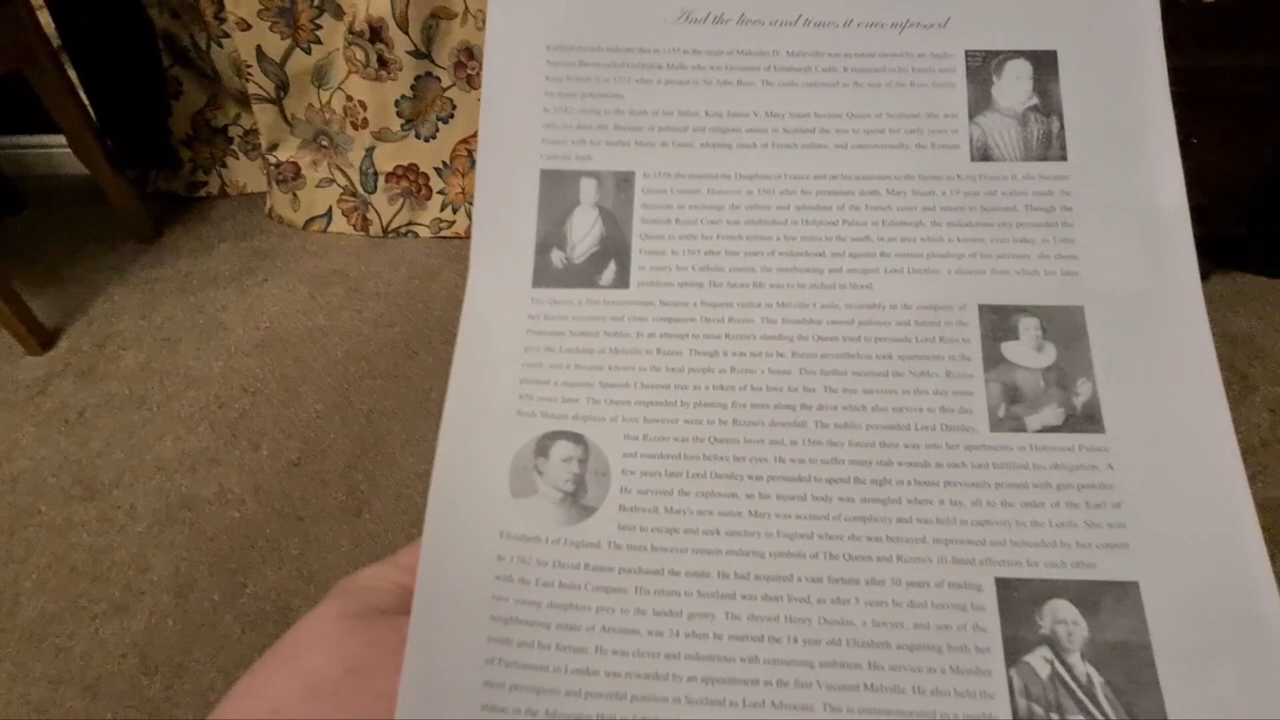 And the lives and times it encompassed
Earliest records indicate that in 1155 in the reign of Malcolm IV, Malleville was an estate owned by an Anglo-
Norman Baron called Galfrid de Malle who was Governor of Edinburgh Castle. It remained in his family until
King Robert II in 1371 when it passed to Sir John Ross. The castle continued as the seat of the Ross family
for many generations.
In 1542, owing to the death of her father, King James V, Mary Stuart became Queen of Scotland. She was
only six days old. Because of political and religious unrest in Scotland she was to spend her early years in
France with her mother Marie de Guise, adopting much of French culture, and controversially, the Roman
Catholic faith.
In 1558 she married the Dauphine of France and on his accession to the throne, as King Francis II, she became
Queen Consort. However in 1561 after his premature death, Mary Stuart, a 19 year old widow made the
decision to exchange the culture and splendour of the French court and return to Scotland. Though the
Scottish Royal Court was established in Holyrood Palace in Edinburgh, the malodorous city persuaded the
Queen to settle her French retinue a few miles to the south, in an area which is known, even today, as Little
France. In 1565 after four years of widowhood, and against the earnest pleadings of her advisors, she chose
to marry her Catholic cousin, the overbearing and arrogant Lord Darnley, a disaster from which her later
problems sprang. Her future life was to be etched in blood.
The Queen, a fine horsewoman, became a frequent visitor to Melville Castle, invariably in the company of
her Italian secretary and close companion David Rizzio. This friendship caused jealousy and hatred in the
Protestant Scottish Nobles. In an attempt to raise Rizzio's standing the Queen tried to persuade Lord Ross to
give the Lordship of Melville to Rizzio. Though it was not to be, Rizzio nevertheless took apartments in the
castle and it became known to the local people as Rizzio's house. This further incensed the Nobles. Rizzio
planted a majestic Spanish Chestnut tree as a token of his love for her. The tree survives to this day some
450 years later. The Queen responded by planting five trees along the drive which also survive to this day
Such blatant displays of love however were to be Rizzio's downfall. The nobles persuaded Lord Darnley,
that Rizzio was the Queens lover and, in 1566 they forced their way into her apartments in Holyrood Palace
and murdered him before her eyes. He was to suffer many stab wounds as each lord fulfilled his obligation. A
few years later Lord Darnley was persuaded to spend the night in a house previously primed with gun powder.
He survived the explosion, so his injured body was strangled where it lay, all to the order of the Earl of
Bothwell, Mary's new suitor. Mary was accused of complicity and was held in captivity by the Lords. She was
later to escape and seek sanctury in England where she was betrayed, imprisoned and beheaded by her cousin
Elizabeth I of England. The trees however remain enduring symbols of The Queen and Rizzio's ill-fated affection for each other.
In 1762 Sir David Rannie purchased the estate. He had acquired a vast fortune after 30 years of trading
with the East India Company. His return to Scotland was short lived, as after 5 years he died leaving his
two young daughters prey to the landed gentry. The shrewd Henry Dundas, a lawyer, and son of the
neighbouring estate of Arniston, was 24 when he married the 14 year old Elizabeth acquiring both her
estate and her fortune. He was clever and industrious with consuming ambition. His service as a Member
of Parliament in London was rewarded by an appointment as the first Viscount Melville. He also held the
most prestigious and powerful position in Scotland as Lord Advocate. This is commemorated in a marble
statue in the Advocates Hall in